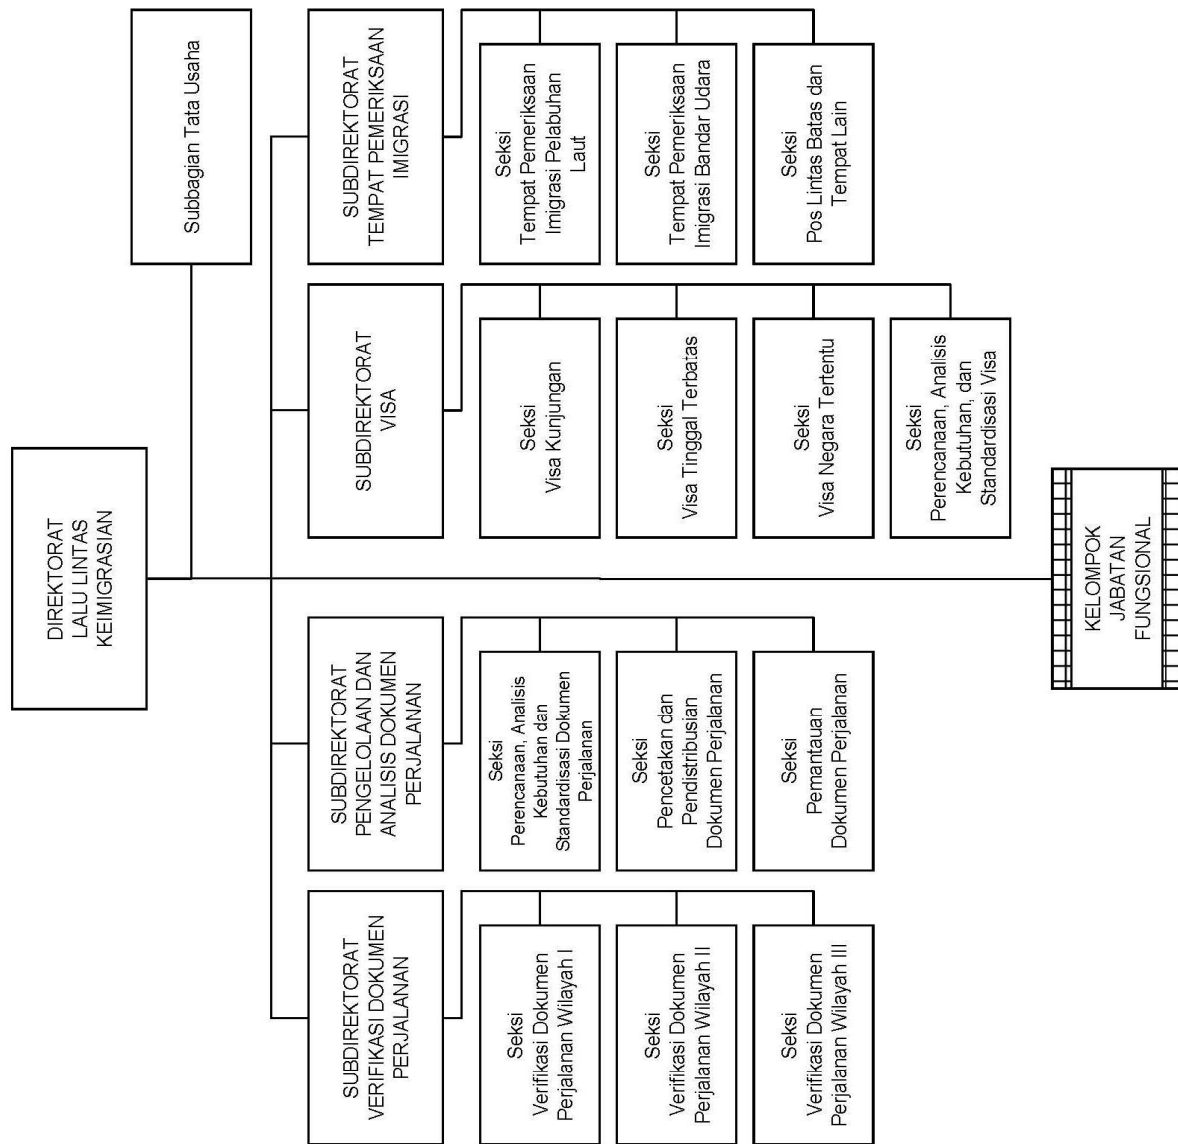 DIREKTORAT
LALU LINTAS
KEIMIGRASIAN
Subbagian Tata Usaha
SUBDIREKTORAT
VERIFIKASI DOKUMEN
PERJALANAN
Seksi
Verifikasi Dokumen
Perjalanan Wilayah I
Seksi
Verifikasi Dokumen
Perjalanan Wilayah II
Seksi
Verifikasi Dokumen
Perjalanan Wilayah III
SUBDIREKTORAT
PENGELOLAAN DAN
ANALISIS DOKUMEN
PERJALANAN
Seksi
Perencanaan, Analisis
Kebutuhan dan
Standardisasi Dokumen
Perjalanan
Seksi
Pencetakan dan
Pendistribusian
Dokumen Perjalanan
Seksi
Pemantauan
Dokumen Perjalanan
SUBDIREKTORAT
VISA
Seksi
Visa Kunjungan
Seksi
Visa Tinggal Terbatas
Seksi
Visa Negara Tertentu
Seksi
Perencanaan, Analisis
Kebutuhan, dan
Standardisasi Visa
SUBDIREKTORAT
TEMPAT PEMERIKSAAN
IMIGRASI
Seksi
Tempat Pemeriksaan
Imigrasi Pelabuhan
Laut
Seksi
Tempat Pemeriksaan
Imigrasi Bandar Udara
Seksi
Pos Lintas Batas dan
Tempat Lain
KELOMPOK
JABATAN
FUNGSIONAL